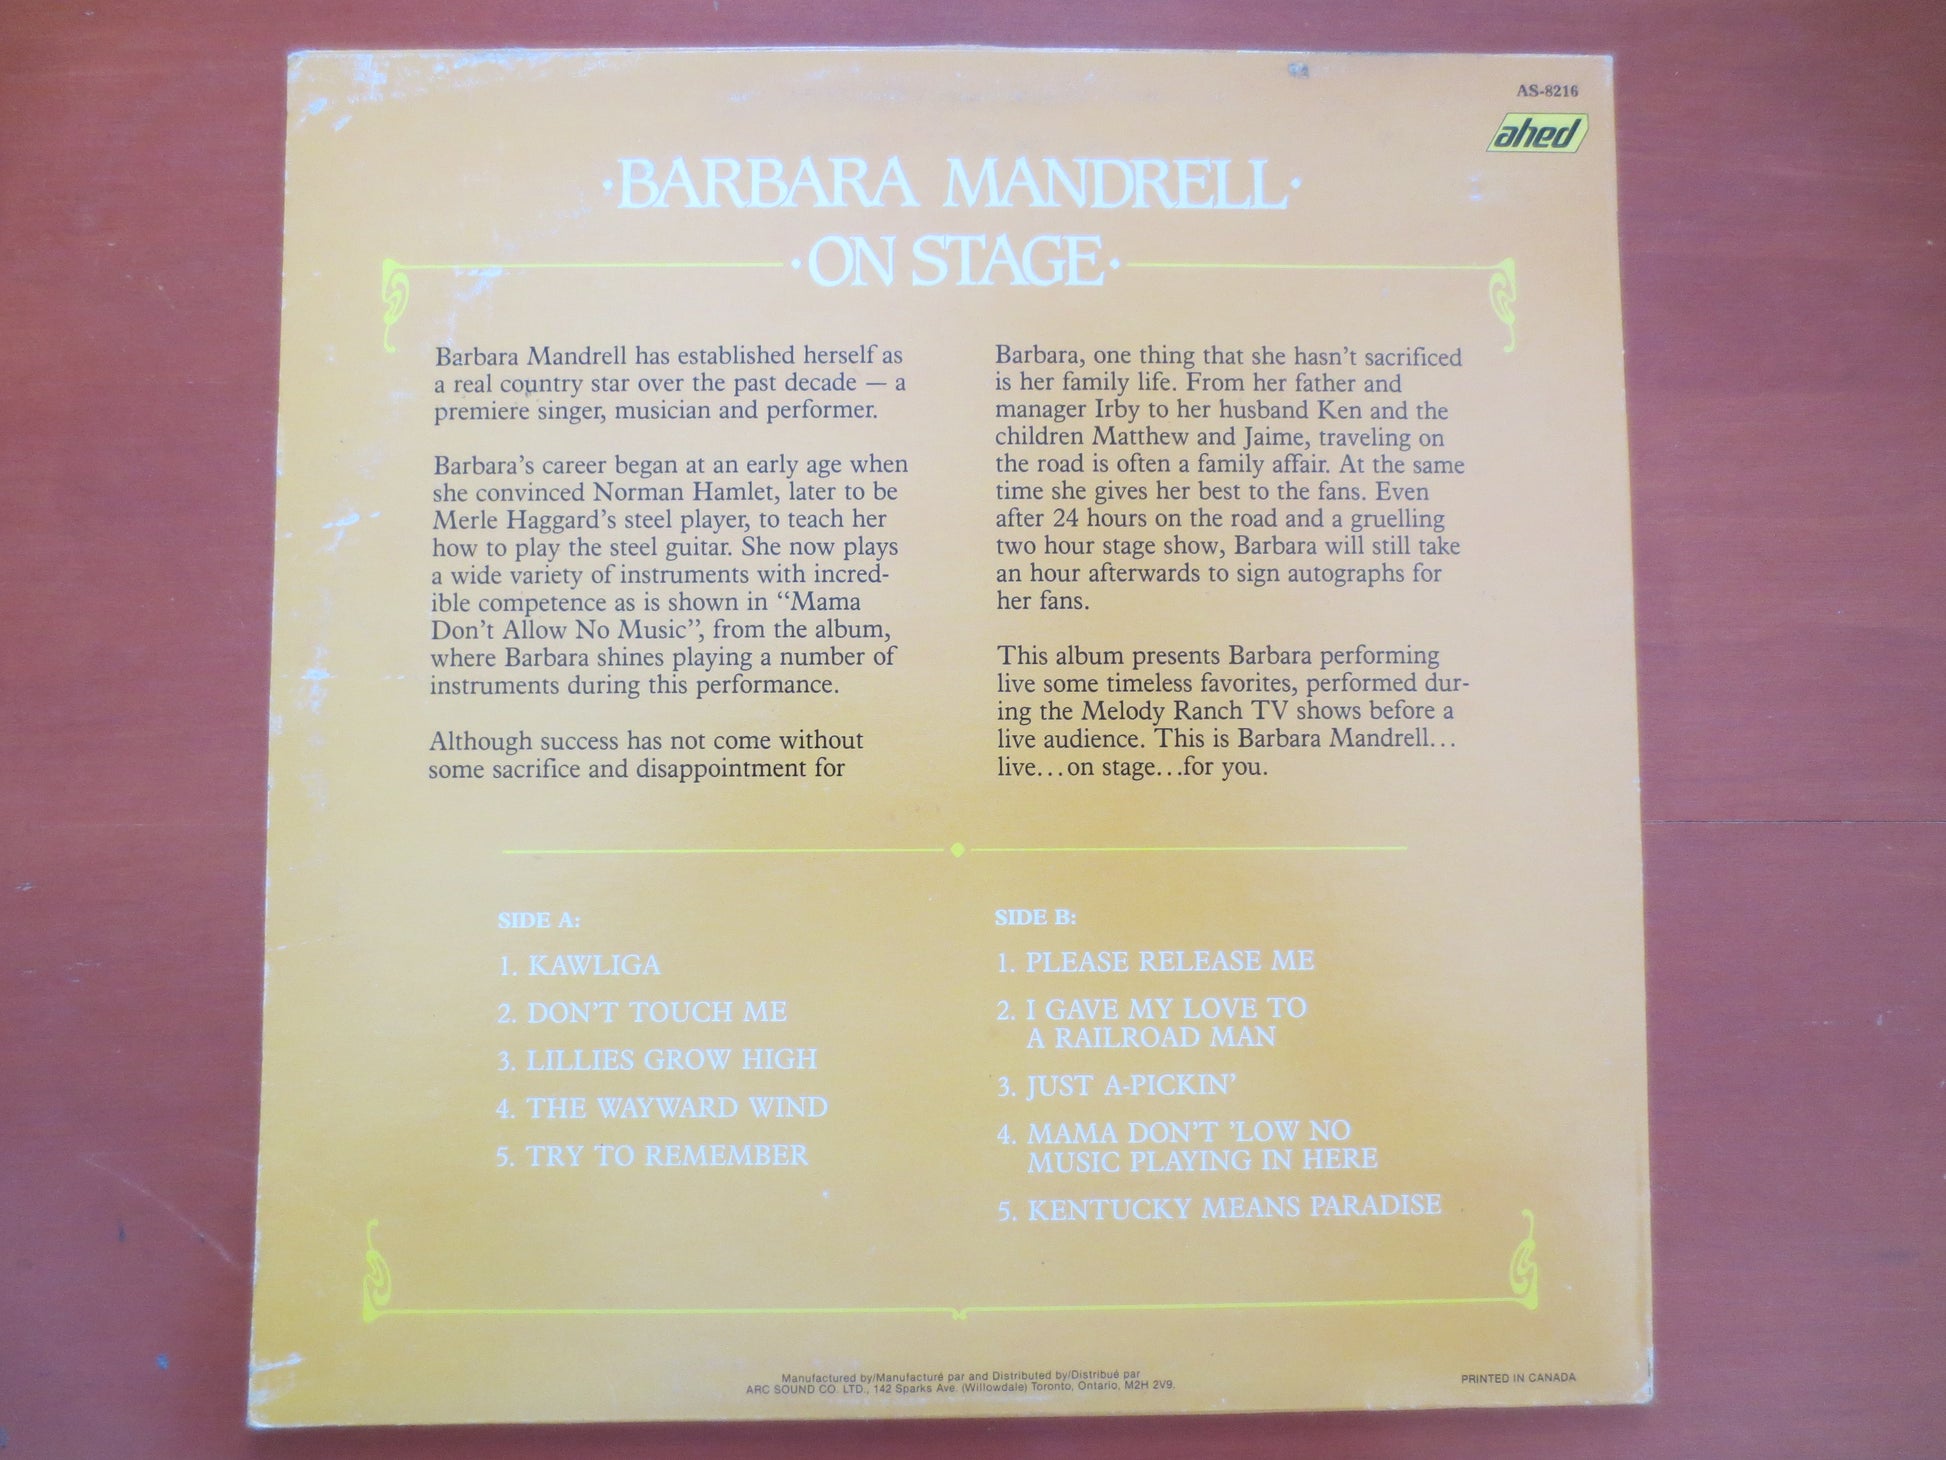 AS-8216
ahed
·BARBARA MANDRELL·
·ON STAGE·
Barbara Mandrell has established herself as
a real country star over the past decade — a
premiere singer, musician and performer.
Barbara's career began at an early age when
she convinced Norman Hamlet, later to be
Merle Haggard's steel player, to teach her
how to play the steel guitar. She now plays
a wide variety of instruments with incred-
ible competence as is shown in “Mama
Don't Allow No Music”, from the album,
where Barbara shines playing a number of
instruments during this performance.
Although success has not come without
some sacrifice and disappointment for
Barbara, one thing that she hasn't sacrificed
is her family life. From her father and
manager Irby to her husband Ken and the
children Matthew and Jaime, traveling on
the road is often a family affair. At the same
time she gives her best to the fans. Even
after 24 hours on the road and a gruelling
two hour stage show, Barbara will still take
an hour afterwards to sign autographs for
her fans.
This album presents Barbara performing
live some timeless favorites, performed dur-
ing the Melody Ranch TV shows before a
live audience. This is Barbara Mandrell...
live...on stage...for you.
SIDE A:
1. KAWLIGA
2. DON'T TOUCH ME
3. LILLIES GROW HIGH
4. THE WAYWARD WIND
5. TRY TO REMEMBER
SIDE B:
1. PLEASE RELEASE ME
2. I GAVE MY LOVE TO
A RAILROAD MAN
3. JUST A-PICKIN'
4. MAMA DON'T 'LOW NO
MUSIC PLAYING IN HERE
5. KENTUCKY MEANS PARADISE
Manufactured by/Manufacturé par and Distributed by/Distribué par
ARC SOUND CO. LTD., 142 Sparks Ave. (Willowdale) Toronto, Ontario, M2H 2V9.
PRINTED IN CANADA